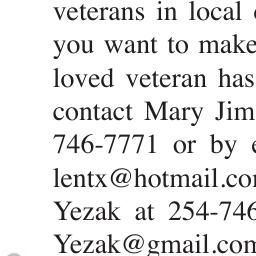 veterans in local
you want to make
loved veteran has
contact Mary Jim
746-7771 or by e
lentx@hotmail.co
Yezak at 254-746
Yezak@gmail.com